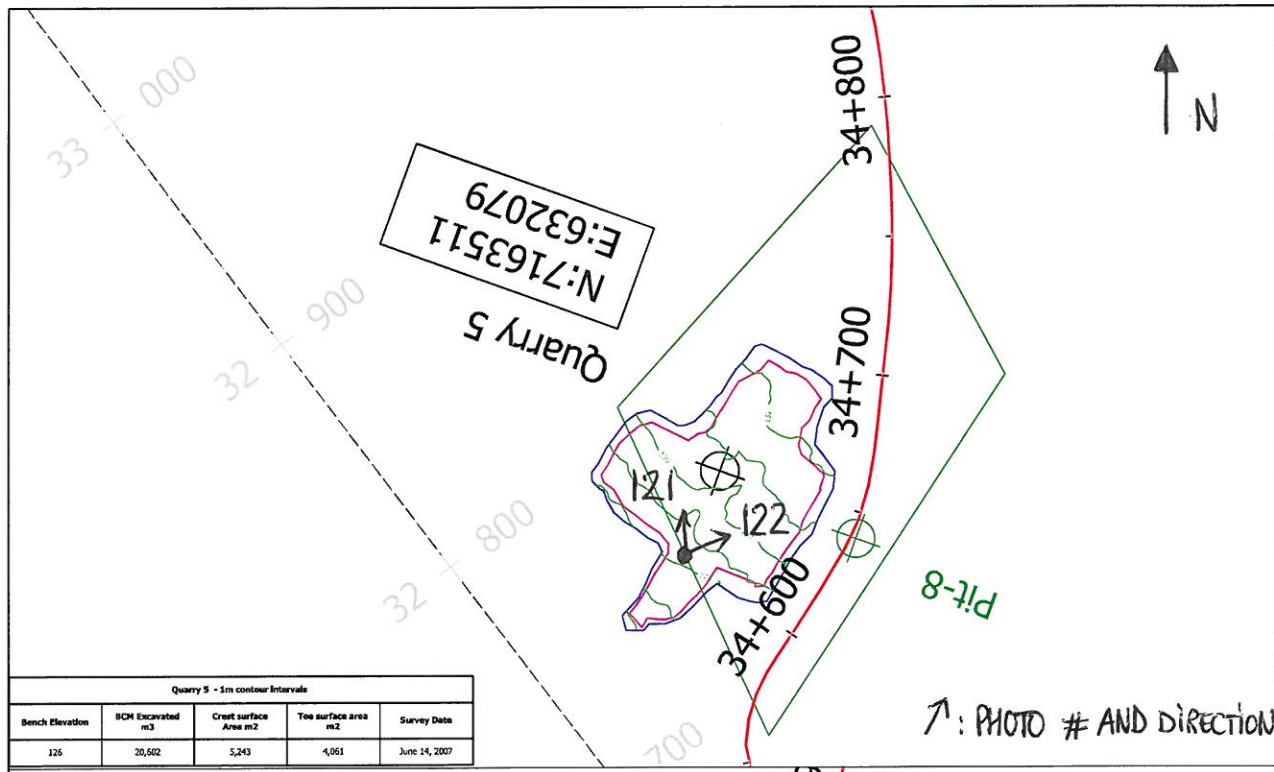 34+800
N
000
33
N:7163511
E:632079
Quarry 5
900
32
34+700
121
122
800
32
34+600
Pit-8
700
Quarry 5 - 1m contour intervals
Bench Elevation BCM Excavated m3 Crest surface Area m2 Toe surface area m2 Survey Date
126 20,602 5,243 4,061 June 14, 2007
↗: PHOTO # AND DIRECTION